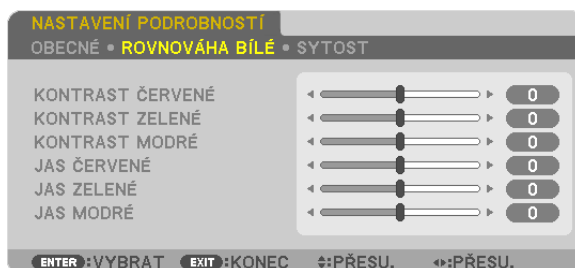 NASTAVENÍ PODROBNOSTÍ
OBECNÉ • ROVNOVÁHA BÍLÉ • SYTOST
KONTRAST ČERVENÉ 0
KONTRAST ZELENÉ 0
KONTRAST MODRÉ 0
JAS ČERVENÉ 0
JAS ZELENÉ 0
JAS MODRÉ 0
ENTER:VYBRAT EXIT:KONEC :PŘESU. :PŘESU.